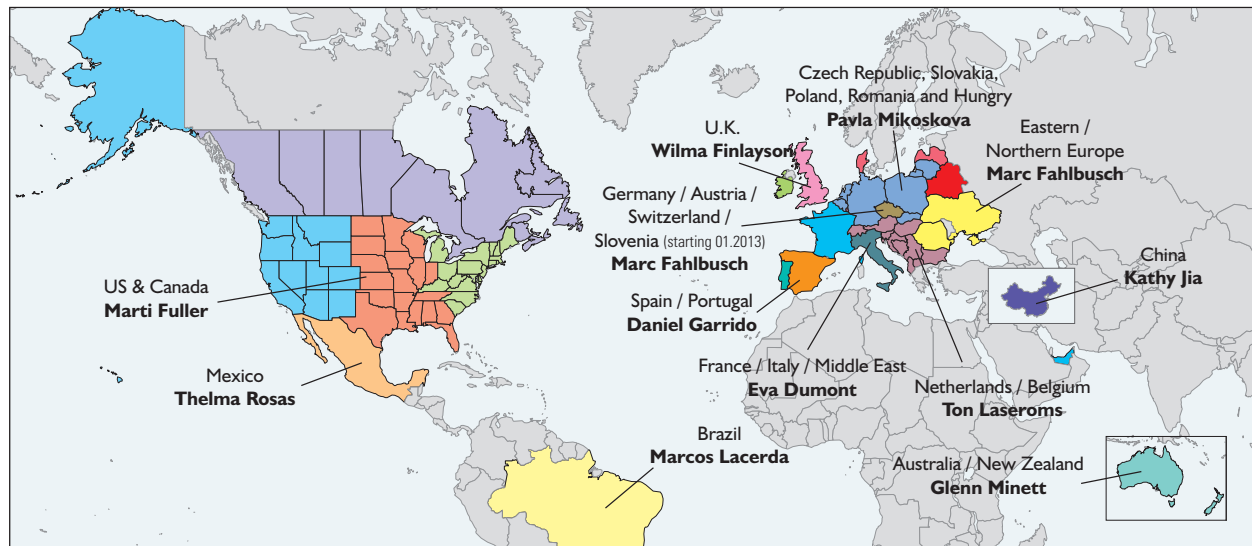 Czech Republic, Slovakia,
Poland, Romania and Hungry
Pavla Mikoskova
U.K.
Wilma Finlayson
Eastern /
Northern Europe
Marc Fahlbusch
Germany / Austria /
Switzerland /
Slovenia (starting 01.2013)
Marc Fahlbusch
China
Kathy Jia
US & Canada
Marti Fuller
Spain / Portugal
Daniel Garrido
France / Italy / Middle East
Eva Dumont
Mexico
Thelma Rosas
Netherlands / Belgium
Ton Laseroms
Brazil
Marcos Lacerda
Australia / New Zealand
Glenn Minett